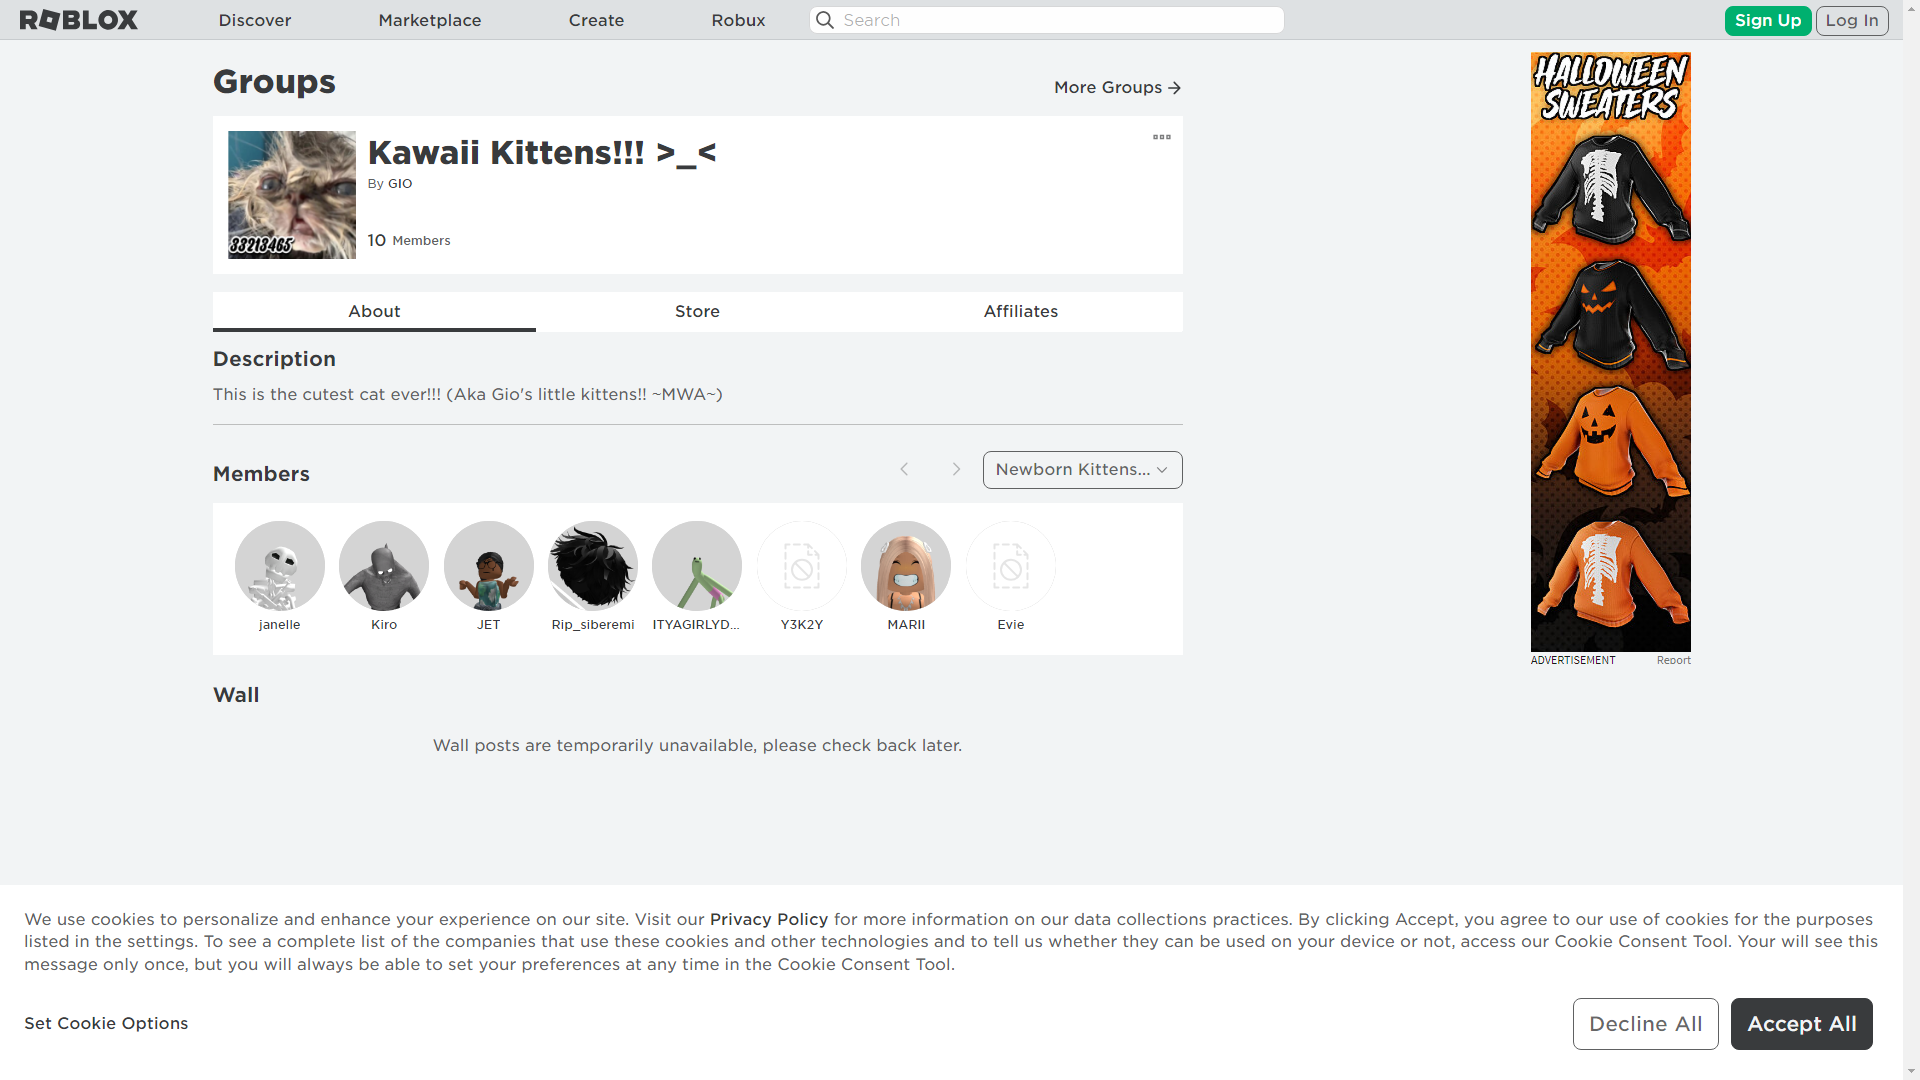 ROBLOX
Discover
Marketplace
Create
Robux
Search
Sign Up
Log In
Groups
More Groups
Kawaii Kittens!!! >_<
By GIO
33213465
10 Members
About
Store
Affiliates
Description
This is the cutest cat ever!!! (Aka Gio's little kittens!! ~MWA~)
Members
Newborn Kittens...
janelle
Kiro
JET
Rip_siberemi
ITYAGIRLYD...
Y3K2Y
MARII
Evie
Wall
Wall posts are temporarily unavailable, please check back later.
HALLOWEEN
SWEATERS
ADVERTISEMENT
Report
We use cookies to personalize and enhance your experience on our site. Visit our Privacy Policy for more information on our data collections practices. By clicking Accept, you agree to our use of cookies for the purposes
listed in the settings. To see a complete list of the companies that use these cookies and other technologies and to tell us whether they can be used on your device or not, access our Cookie Consent Tool. Your will see this
message only once, but you will always be able to set your preferences at any time in the Cookie Consent Tool.
Set Cookie Options
Decline All
Accept All